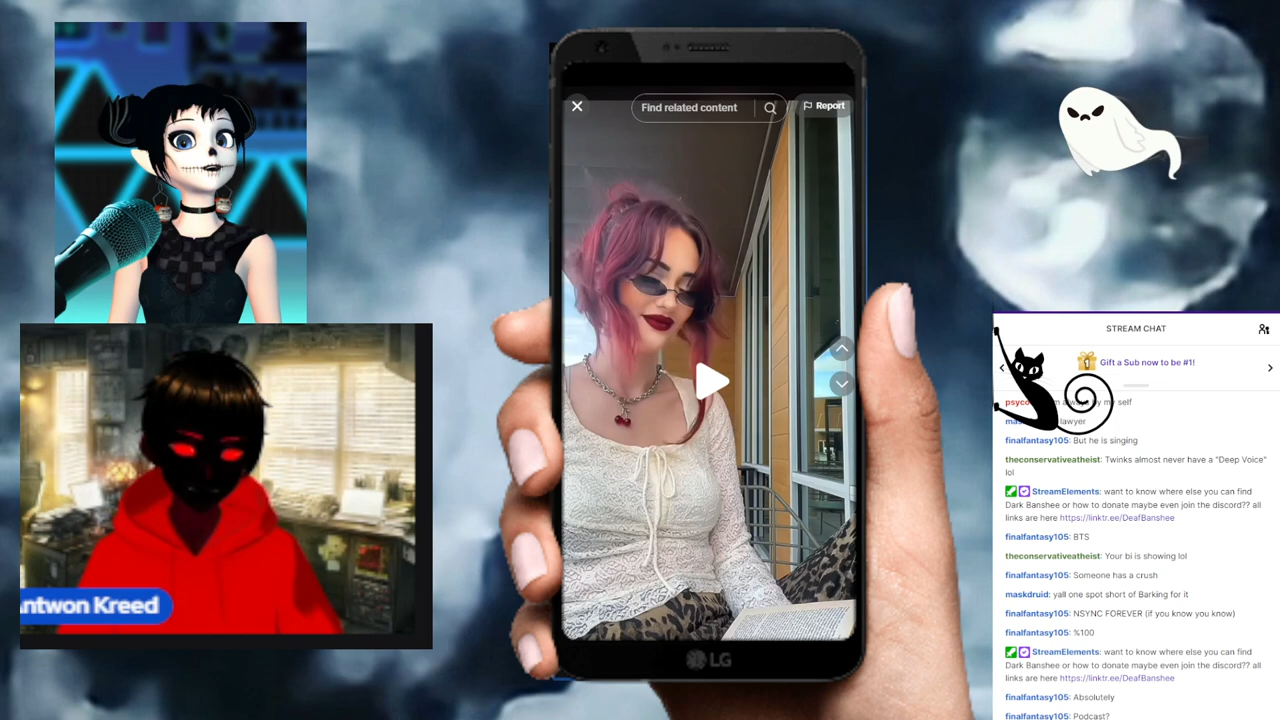 Find related content
Report
LG
ntwon Kreed
STREAM CHAT
Gift a Sub now to be #1!
psyco m always by my self
mas lawyer
finalfantasy105: But he is singing
theconservativeatheist: Twinks almost never have a "Deep Voice"
lol
StreamElements: want to know where else you can find
Dark Banshee or how to donate maybe even join the discord?? all
links are here https://linktr.ee/DeafBanshee
finalfantasy105: BTS
theconservativeatheist: Your bi is showing lol
finalfantasy105: Someone has a crush
maskdruid: yall one spot short of Barking for it
finalfantasy105: NSYNC FOREVER (if you know you know)
finalfantasy105: %100
StreamElements: want to know where else you can find
Dark Banshee or how to donate maybe even join the discord?? all
links are here https://linktr.ee/DeafBanshee
finalfantasy105: Absolutely
finalfantasy105: Podcast?